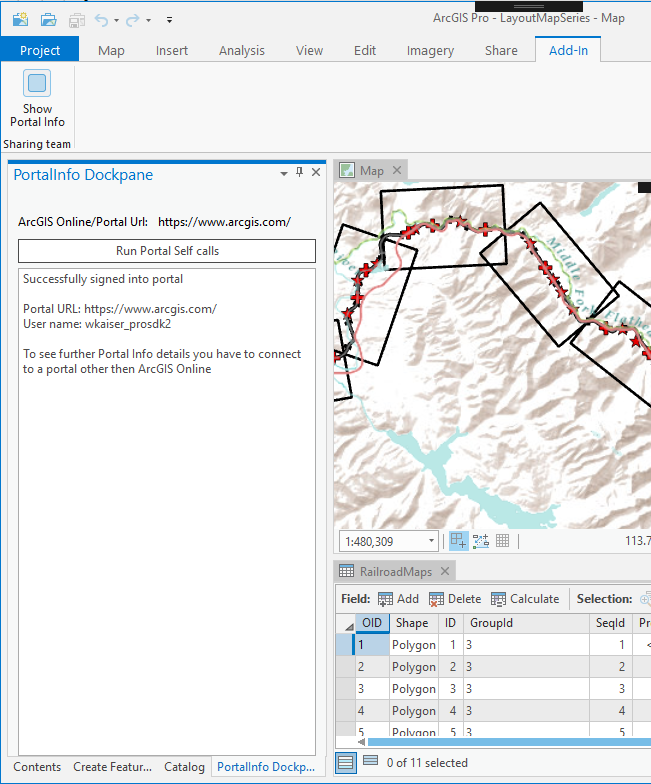 ArcGIS Pro - LayoutMapSeries - Map
Project Map Insert Analysis View Edit Imagery Share Add-In
Show
Portal Info
Sharing team
PortalInfo Dockpane
ArcGIS Online/Portal Url: https://www.arcgis.com/
Run Portal Self calls
Successfully signed into portal
Portal URL: https://www.arcgis.com/
User name: wkaiser_prosdk2
To see further Portal Info details you have to connect
to a portal other then ArcGIS Online
Contents Create Featur... Catalog PortalInfo Dockp...
Map
Middle Fork Flathead
1:480,309
113.7
RailroadMaps
Field: Add Delete Calculate Selection:
OID Shape ID GroupId SeqId Pr
1 Polygon 1 3 1 <
2 Polygon 2 3 2
3 Polygon 3 3 3
4 Polygon 4 3 4
5 Polygon 5 3 5
0 of 11 selected